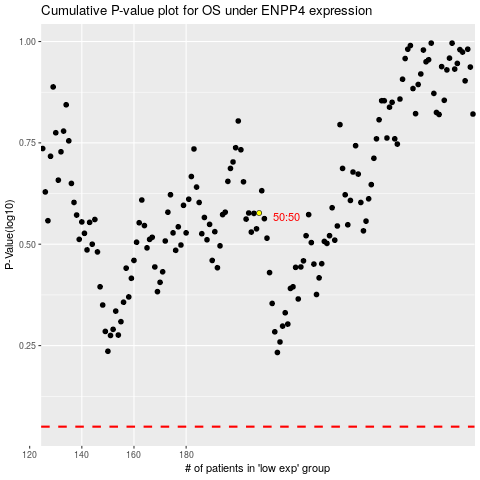 Cumulative P-value plot for OS under ENPP4 expression
1.00
0.75
0.50
0.25
P-Value(log10)
50:50
120 140 160 180
# of patients in 'low exp' group